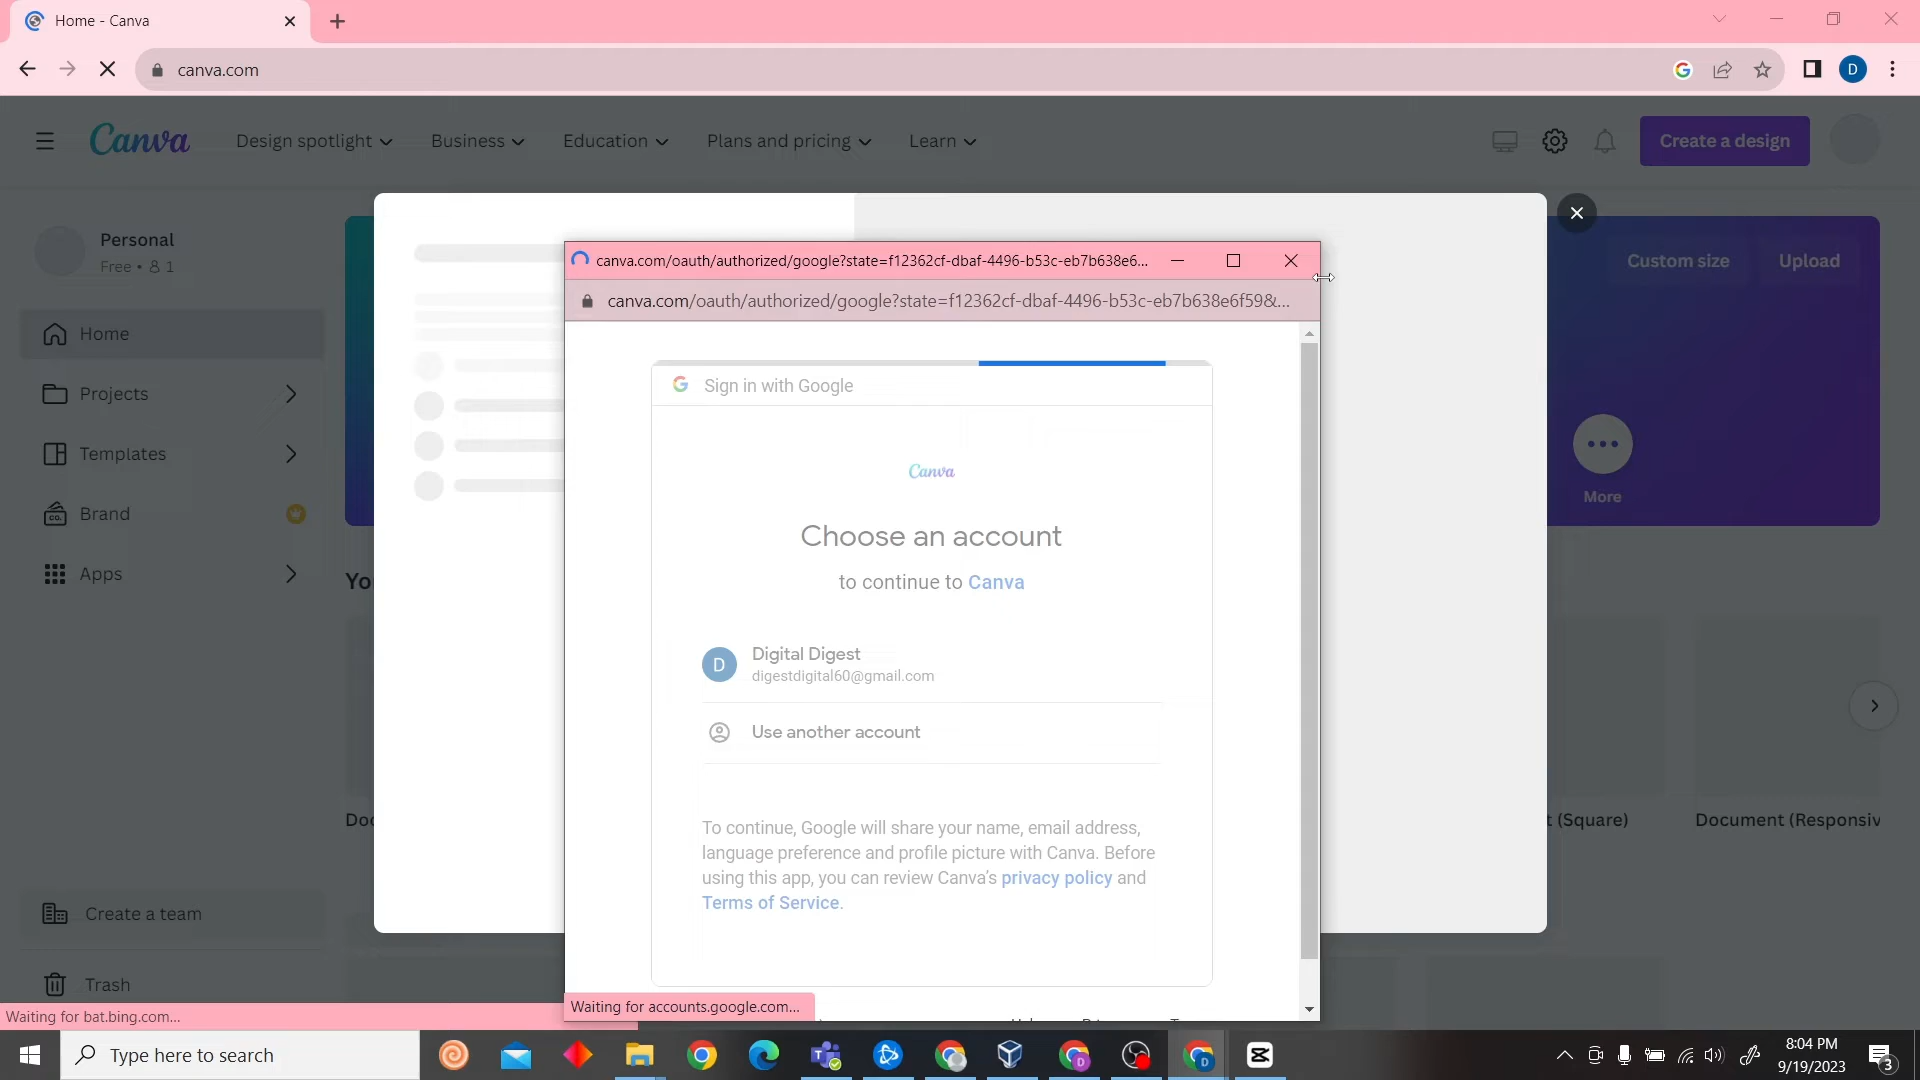 Home - Canva
canva.com
D
Canva
Design spotlight
Business
Education
Plans and pricing
Learn
Create a design
Personal
Free • 1
Home
Projects
Templates
Brand
CO.
Apps
Create a team
Trash
Custom size
Upload
More
canva.com/oauth/authorized/google?state=f12362cf-dbaf-4496-b53c-eb7b638e6...
canva.com/oauth/authorized/google?state=f12362cf-dbaf-4496-b53c-eb7b638e6f59&...
Sign in with Google
Canva
Choose an account
to continue to Canva
D
Digital Digest
digestdigital60@gmail.com
Use another account
To continue, Google will share your name, email address,
language preference and profile picture with Canva. Before
using this app, you can review Canva's privacy policy and
Terms of Service.
Waiting for accounts.google.com...
(Square)
Document (Responsiv
Waiting for bat.bing.com...
Type here to search
8:04 PM
9/19/2023
3